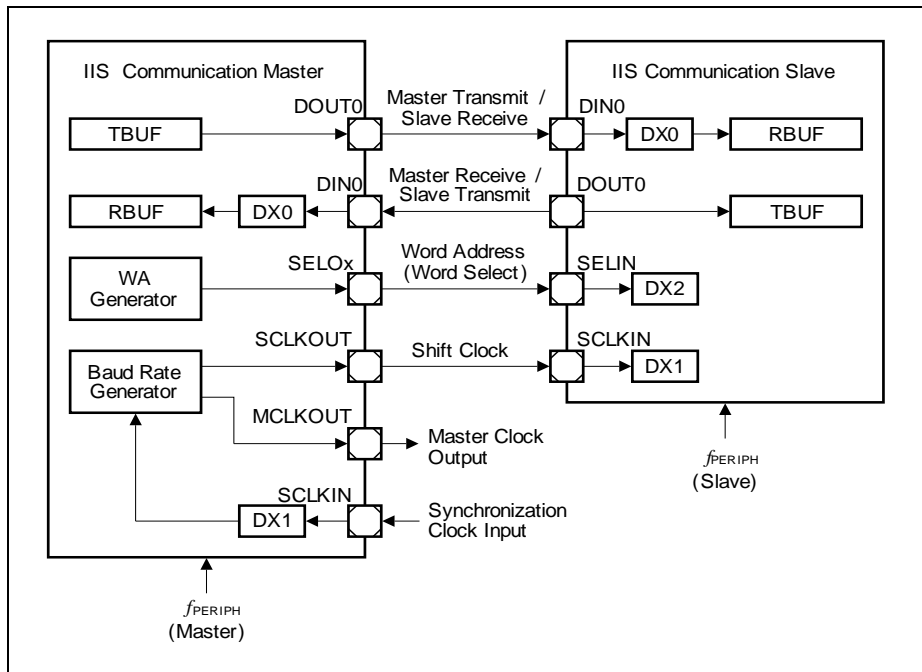 IIS Communication Master
IIS Communication Slave
DOUT0
Master Transmit /
Slave Receive
DIN0
TBUF
DX0
RBUF
DIN0
Master Receive /
Slave Transmit
DOUT0
RBUF
DX0
TBUF
SELOx
Word Address
(Word Select)
SELIN
WA
Generator
DX2
SCLKOUT
Shift Clock
SCLKIN
Baud Rate
Generator
DX1
MCLKOUT
Master Clock
Output
SCLKIN
DX1
Synchronization
Clock Input
fPERIPH
(Slave)
fPERIPH
(Master)